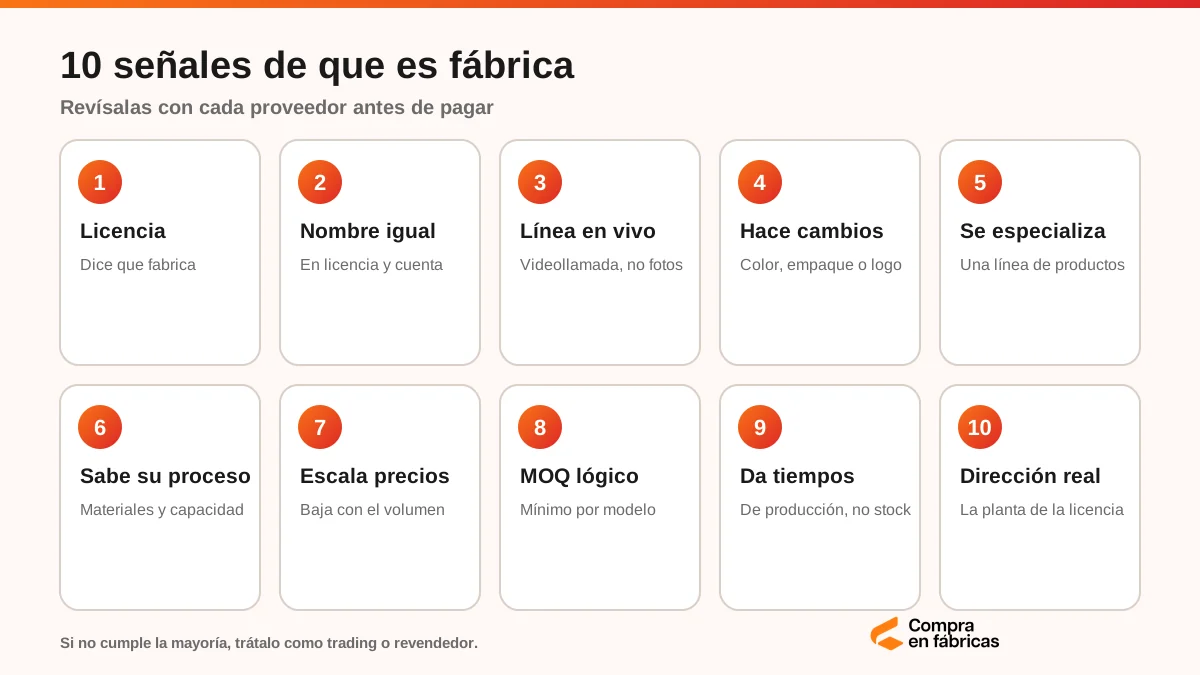 10 señales de que es fábrica
Revísalas con cada proveedor antes de pagar
1
Licencia
Dice que fabrica
2
Nombre igual
En licencia y cuenta
3
Línea en vivo
Videollamada, no fotos
4
Hace cambios
Color, empaque o logo
5
Se especializa
Una línea de productos
6
Sabe su proceso
Materiales y capacidad
7
Escala precios
Baja con el volumen
8
MOQ lógico
Mínimo por modelo
9
Da tiempos
De producción, no stock
10
Dirección real
La planta de la licencia
Si no cumple la mayoría, trátalo como trading o revendedor.
Compra
en fábricas